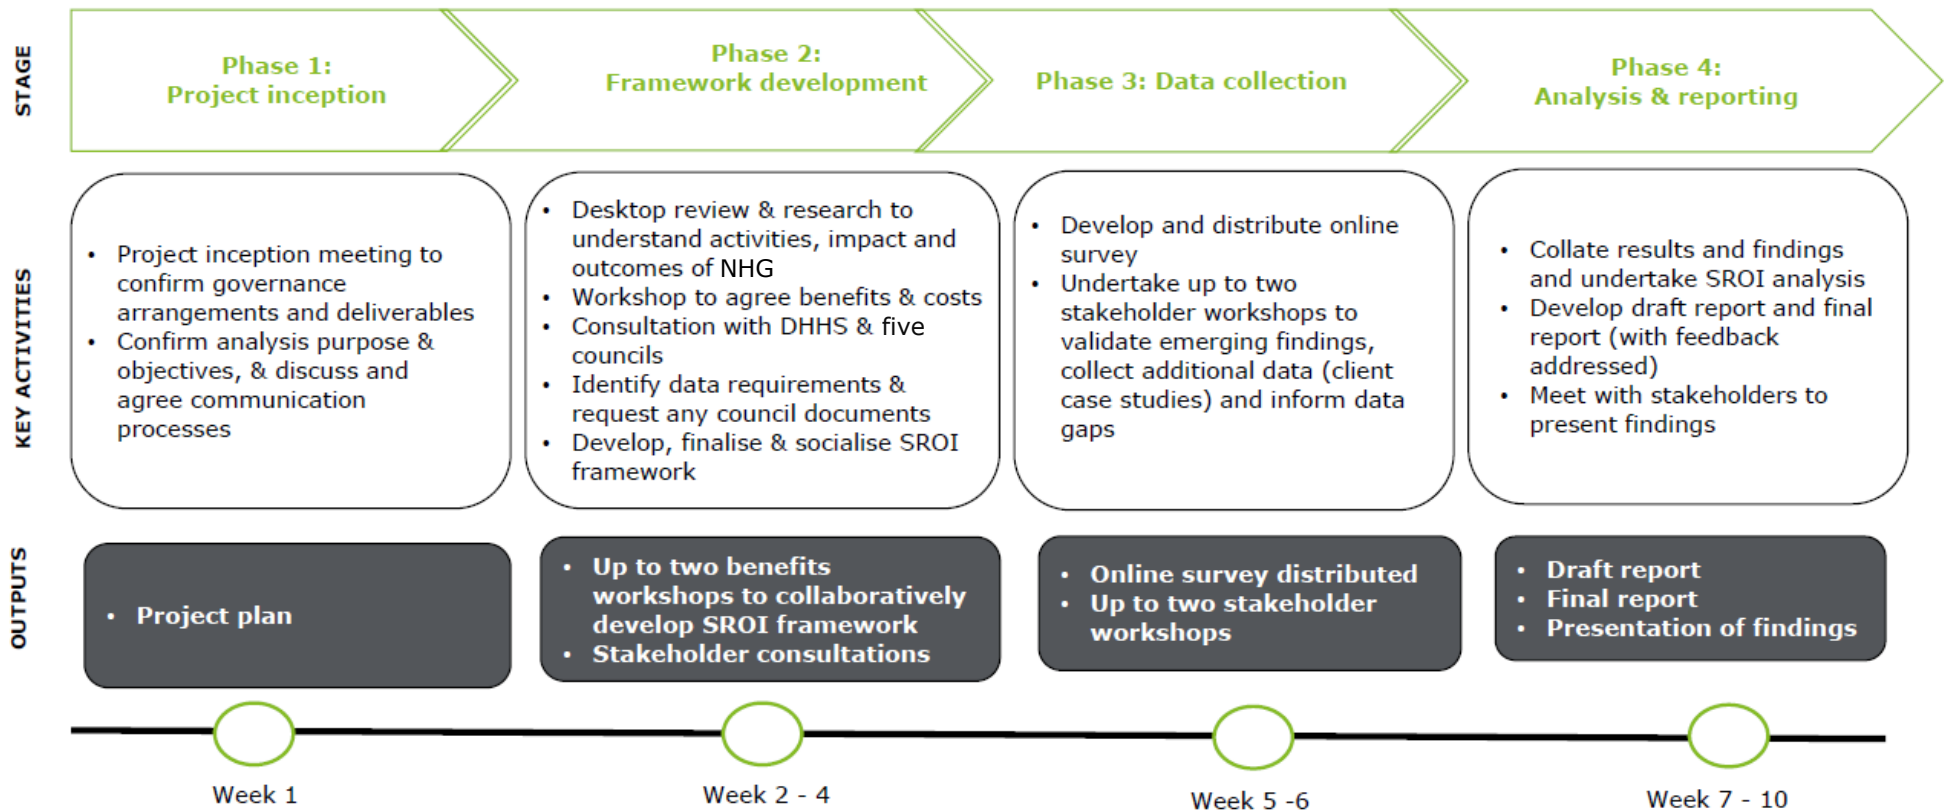 STAGE
Phase 1:
Project inception
Phase 2:
Framework development
Phase 3: Data collection
Phase 4:
Analysis & reporting
KEY ACTIVITIES
• Project inception meeting to
confirm governance
arrangements and deliverables
• Confirm analysis purpose &
objectives, & discuss and
agree communication
processes
• Desktop review & research to
understand activities, impact and
outcomes of NHG
• Workshop to agree benefits & costs
• Consultation with DHHS & five
councils
• Identify data requirements &
request any council documents
• Develop, finalise & socialise SROI
framework
• Develop and distribute online
survey
• Undertake up to two
stakeholder workshops to
validate emerging findings,
collect additional data (client
case studies) and inform data
gaps
• Collate results and findings
and undertake SROI analysis
• Develop draft report and final
report (with feedback
addressed)
• Meet with stakeholders to
present findings
OUTPUTS
• Project plan
• Up to two benefits
workshops to collaboratively
develop SROI framework
• Stakeholder consultations
• Online survey distributed
• Up to two stakeholder
workshops
• Draft report
• Final report
• Presentation of findings
Week 1
Week 2 - 4
Week 5 -6
Week 7 - 10